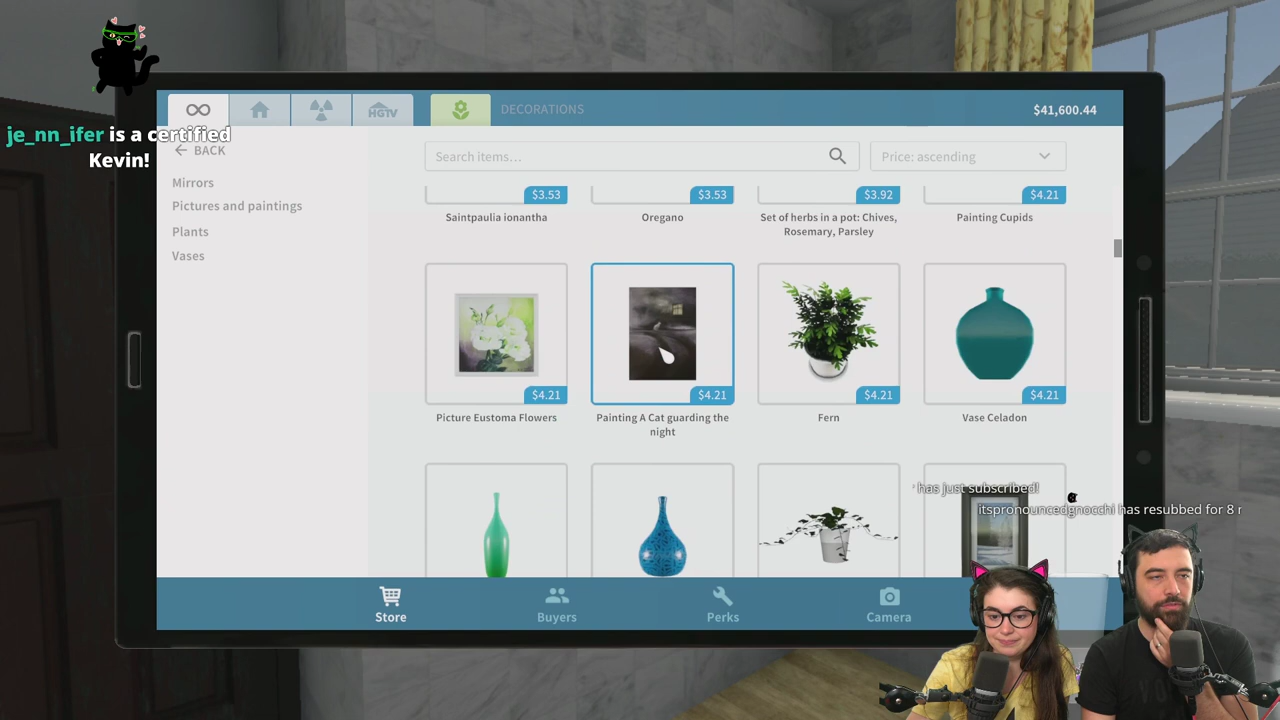 je_nn_ifer is a certified
Kevin!
HGTV
DECORATIONS
$41,600.44
BACK
Search items...
Price: ascending
Mirrors
Pictures and paintings
Plants
Vases
$3.53
$3.53
$3.92
$4.21
Saintpaulia ionantha
Oregano
Set of herbs in a pot: Chives,
Rosemary, Parsley
Painting Cupids
$4.21
$4.21
$4.21
$4.21
Picture Eustoma Flowers
Painting A Cat guarding the
night
Fern
Vase Celadon
has just subscribed!
itspronouncedgnocchi has resubbed for 8
Store
Buyers
Perks
Camera